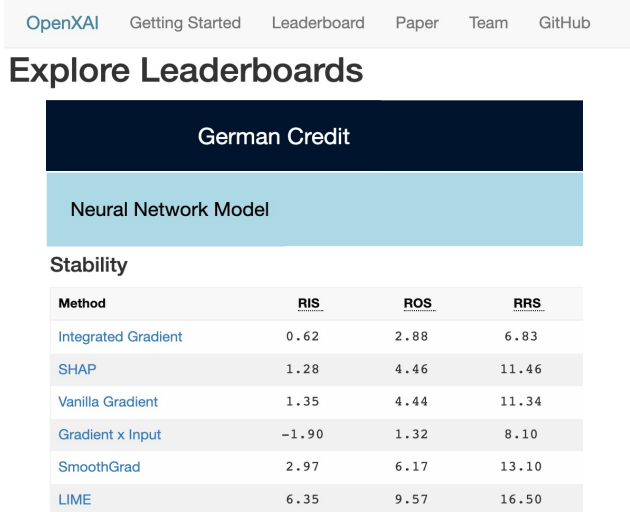 OpenXAI Getting Started Leaderboard Paper Team GitHub
Explore Leaderboards
German Credit
Neural Network Model
Stability
Method RIS ROS RRS
Integrated Gradient 0.62 2.88 6.83
SHAP 1.28 4.46 11.46
Vanilla Gradient 1.35 4.44 11.34
Gradient x Input -1.90 1.32 8.10
SmoothGrad 2.97 6.17 13.10
LIME 6.35 9.57 16.50